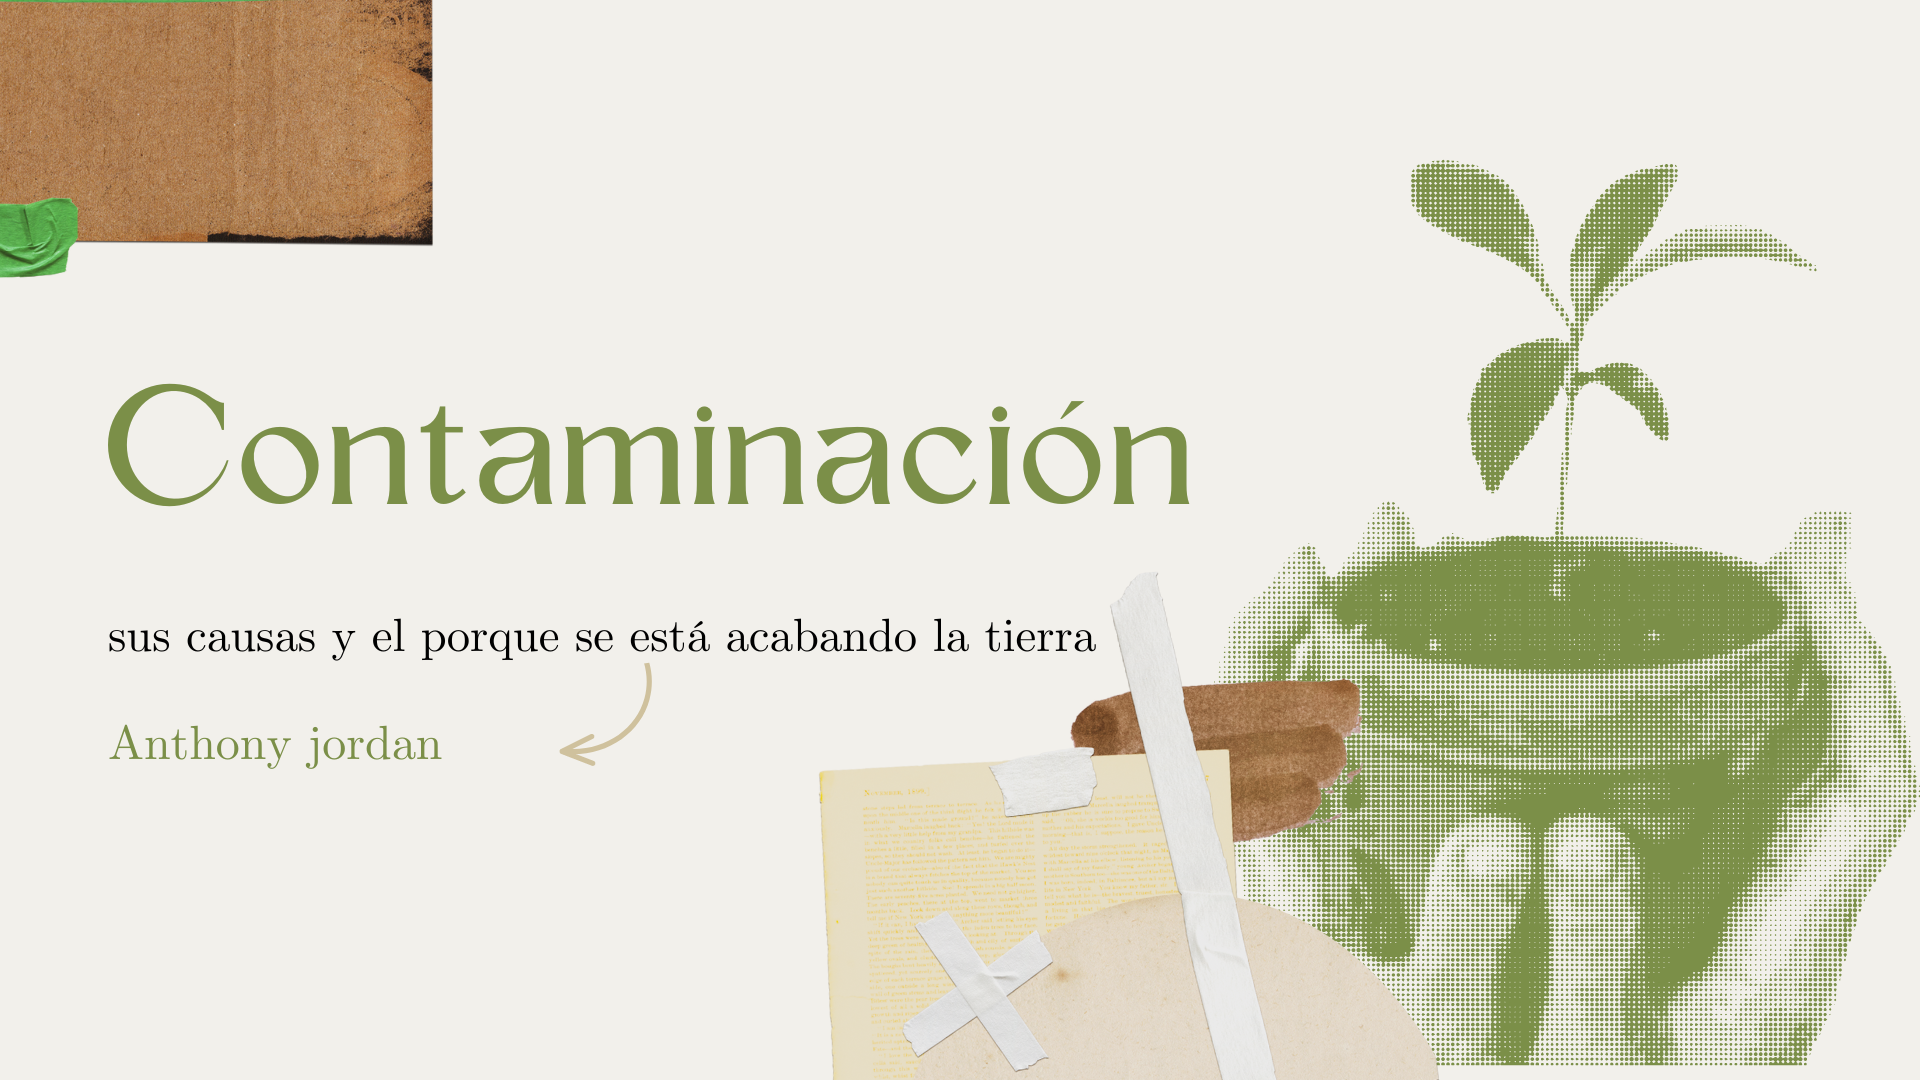 Contaminación
sus causas y el porque se está acabando la tierra
Anthony jordan